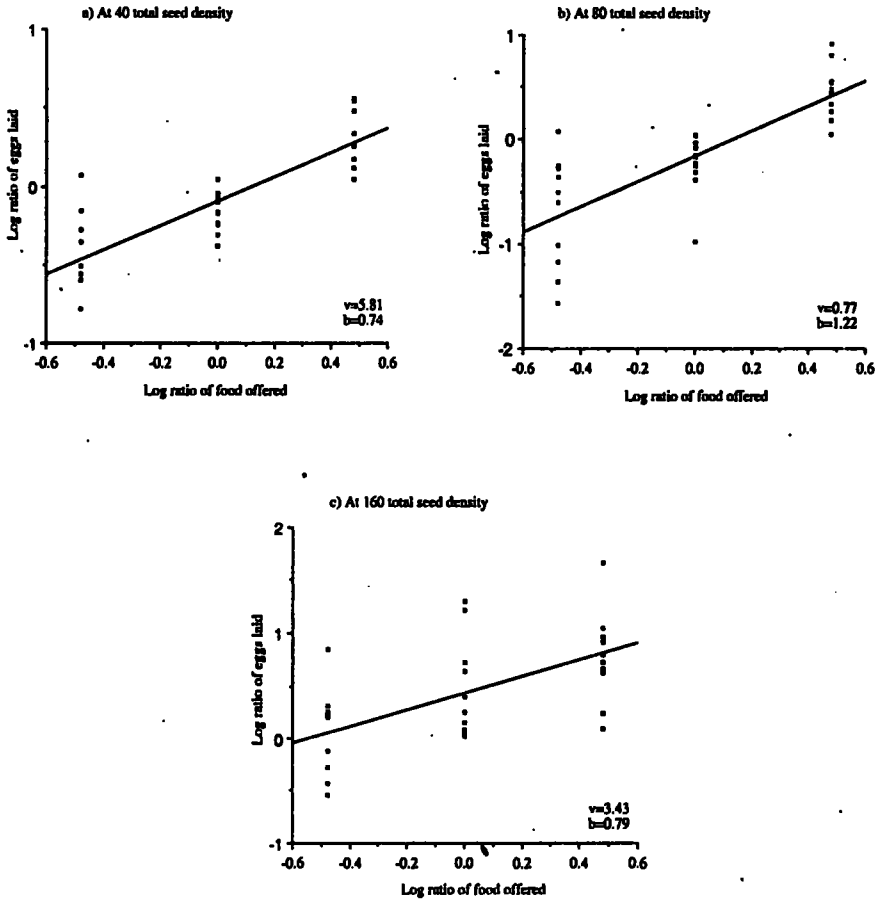 a) At 40 total seed density
1
0
-1
Log ratio of eggs laid
-0.6 -0.4 -0.2 0.0 0.2 0.4 0.6
Log ratio of food offered
v=5.81
b=0.74
b) At 80 total seed density
1
0
-1
-2
Log ratio of eggs laid
-0.6 -0.4 -0.2 0.0 0.2 0.4 0.6
Log ratio of food offered
v=0.77
b=1.22
c) At 160 total seed density
2
1
0
-1
Log ratio of eggs laid
-0.6 -0.4 -0.2 0.0 0.2 0.4 0.6
Log ratio of food offered
v=3.43
b=0.79